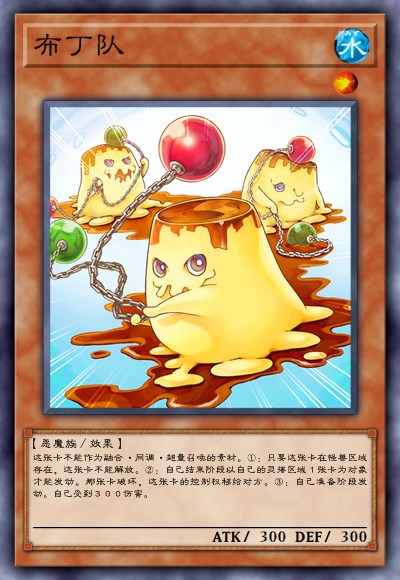 布丁队
水
【恶魔族／效果】
这张卡不能作为融合·同调·超量召唤的素材。①：只要这张卡在怪兽区域
存在，这张卡不能解放。②：自己结束阶段以自己的灵摆区域１张卡为对象
才能发动。那张卡破坏，这张卡的控制权移给对方。③：自己准备阶段发
动。自己受到３００伤害。
ATK/ 300 DEF/ 300